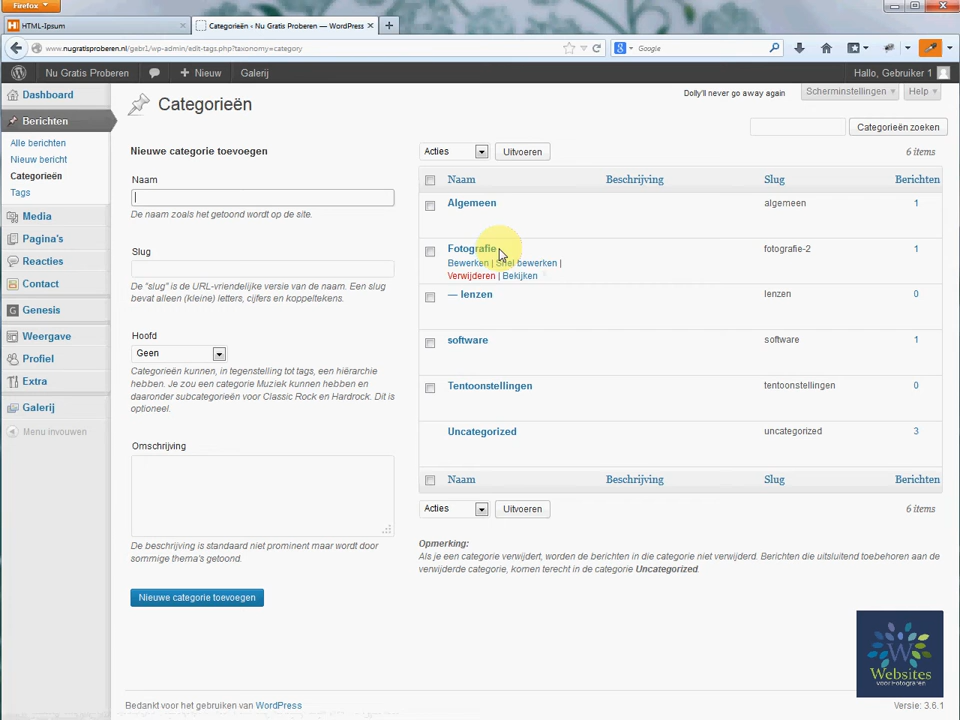 Firefox
HTML-Ipsum
Categorieën ‹ Nu Gratis Proberen — WordPress
www.nugratisproberen.nl/gebr1/wp-admin/edit-tags.php?taxonomy=category
Google
Nu Gratis Proberen
Nieuw
Galerij
Hallo, Gebruiker 1
Dashboard
Berichten
Alle berichten
Nieuw bericht
Categorieën
Tags
Media
Pagina's
Reacties
Contact
Genesis
Weergave
Profiel
Extra
Galerij
Menu invouwen
Categorieën
Dolly'll never go away again
Scherminstellingen
Help
Categorieën zoeken
Nieuwe categorie toevoegen
Naam
De naam zoals het getoond wordt op de site.
Slug
De "slug" is de URL-vriendelijke versie van de naam. Een slug
bevat alleen (kleine) letters, cijfers en koppeltekens.
Hoofd
Geen
Categorieën kunnen, in tegenstelling tot tags, een hiërarchie
hebben. Je zou een categorie Muziek kunnen hebben en
daaronder subcategorieën voor Classic Rock en Hardrock. Dit is
optioneel.
Omschrijving
De beschrijving is standaard niet prominent maar wordt door
sommige thema's getoond.
Nieuwe categorie toevoegen
Acties Uitvoeren 6 items
Naam Beschrijving Slug Berichten
Algemeen algemeen 1
Fotografie fotografie-2 1
Bewerken | Snel bewerken |
Verwijderen | Bekijken
— lenzen lenzen 0
software software 1
Tentoonstellingen tentoonstellingen 0
Uncategorized uncategorized 3
Naam Beschrijving Slug Berichten
Acties Uitvoeren 6 items
Opmerking:
Als je een categorie verwijdert, worden de berichten in die categorie niet verwijderd. Berichten die uitsluitend toebehoren aan de
verwijderde categorie, komen terecht in de categorie Uncategorized.
W
Websites
voor Fotografen
Bedankt voor het gebruiken van WordPress
Versie: 3.6.1